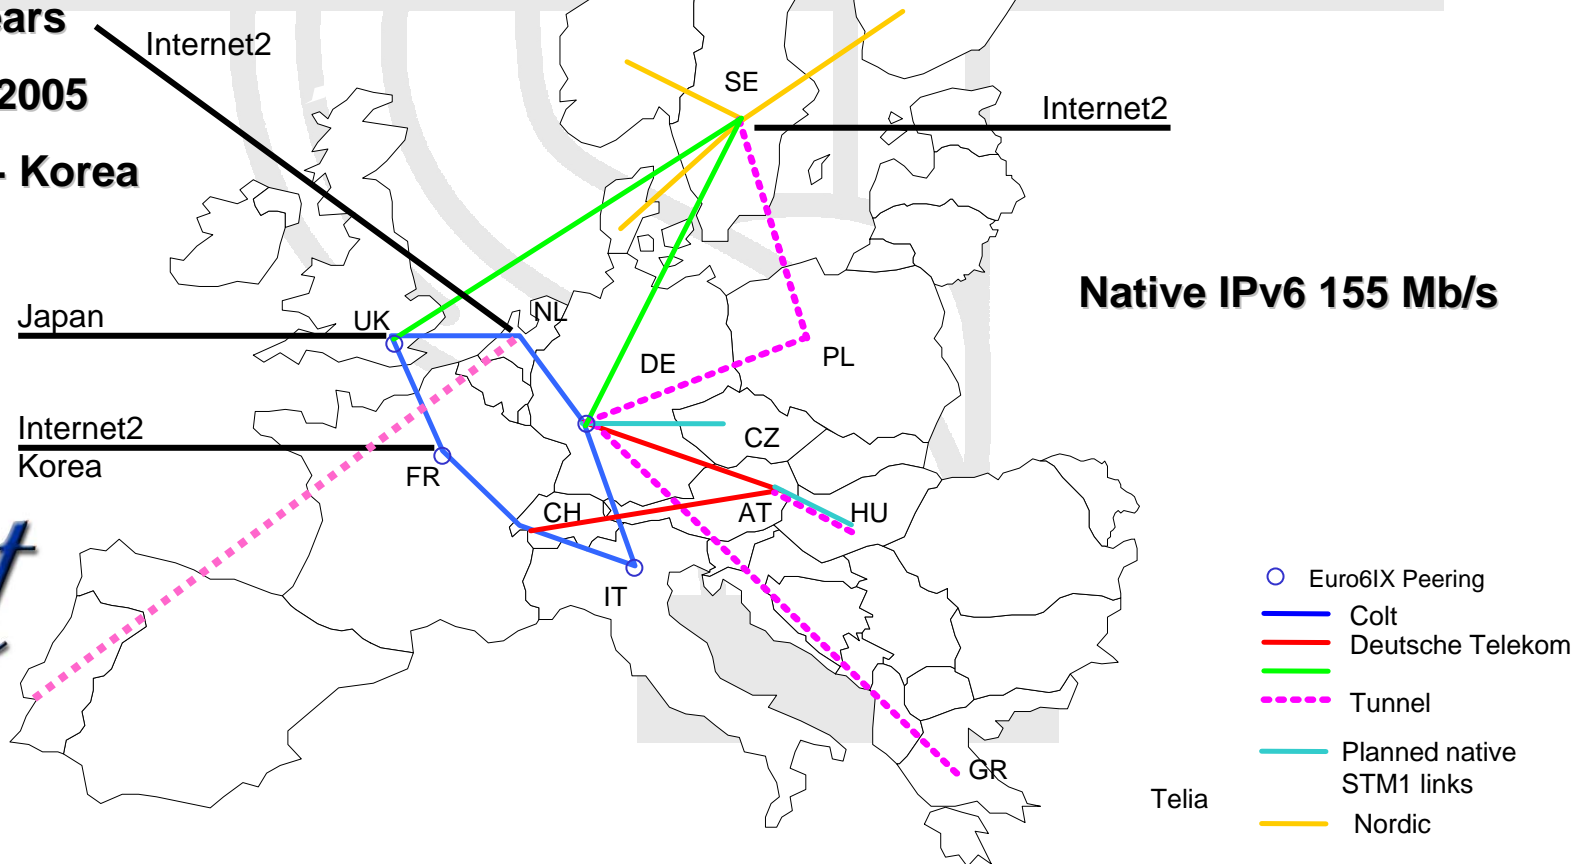 Internet2
2005
- Korea
SE
Internet2
Native IPv6 155 Mb/s
Japan
UK
NL
DE
PL
Internet2
Korea
FR
CZ
CH
AT
HU
IT
GR
Euro6IX Peering
Colt
Deutsche Telekom
Tunnel
Planned native
STM1 links
Telia
Nordic